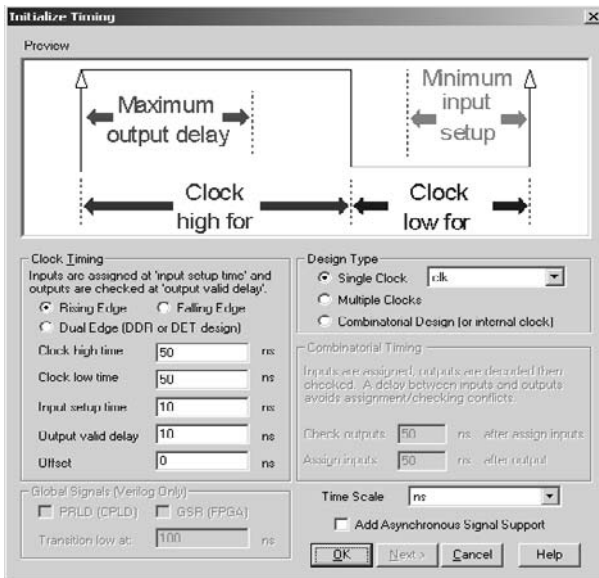 Initialize Timing
Preview
Maximum
output delay
Minimum
input
setup
Clock
high for
Clock
low for
Clock Timing
Inputs are assigned at 'input setup time' and
outputs are checked at 'output valid delay'.
Rising Edge
Falling Edge
Dual Edge (DDR or DET design)
Clock high time 50 ns
Clock low time 50 ns
Input setup time 10 ns
Output valid delay 10 ns
Offset 0 ns
Global Signals (Verilog Only)
PRLD (CPLD)
GSR (FPGA)
Transition low at: 100 ns
Design Type
Single Clock clk
Multiple Clocks
Combinatorial Design (or internal clock)
Combinatorial Timing
Inputs are assigned, outputs are decoded then
checked. A delay between inputs and outputs
avoids assignment/checking conflicts.
Check outputs 50 ns after assign inputs
Assign inputs 50 ns after output
Time Scale ns
Add Asynchronous Signal Support
OK
Next >
Cancel
Help